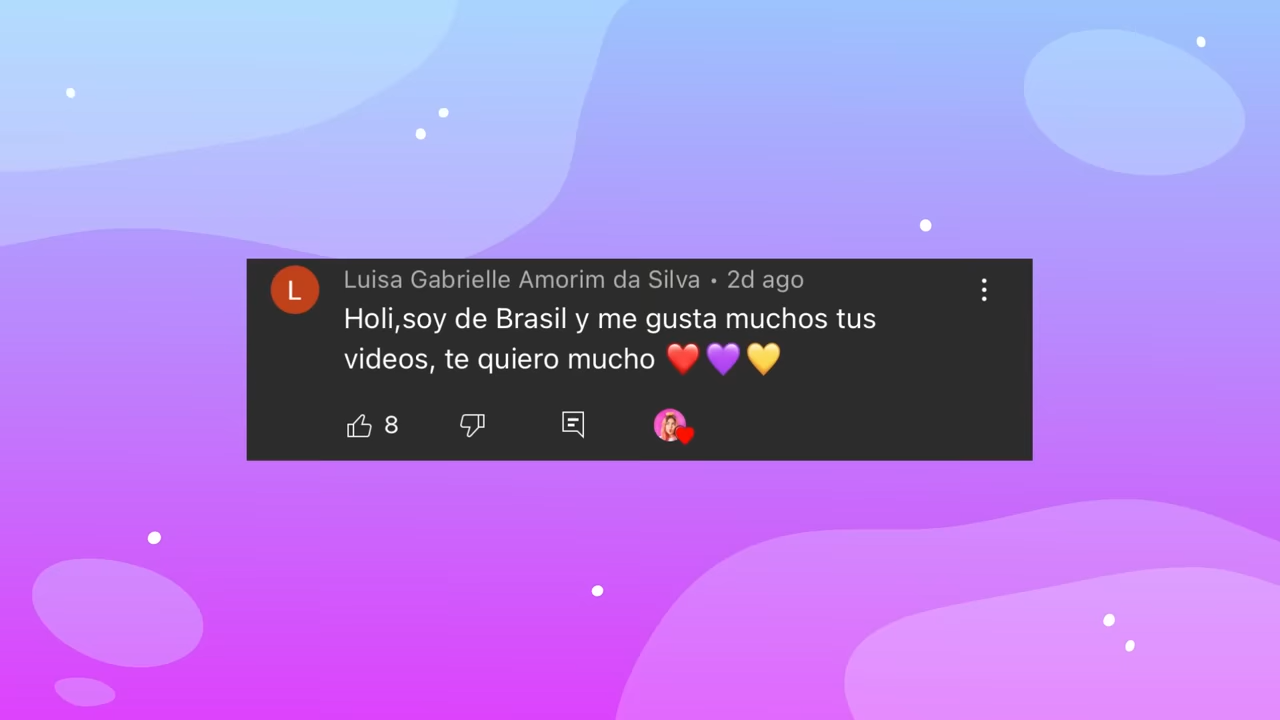 L
Luisa Gabrielle Amorim da Silva • 2d ago
Holi,soy de Brasil y me gusta muchos tus
videos, te quiero mucho ❤️💜💛
8